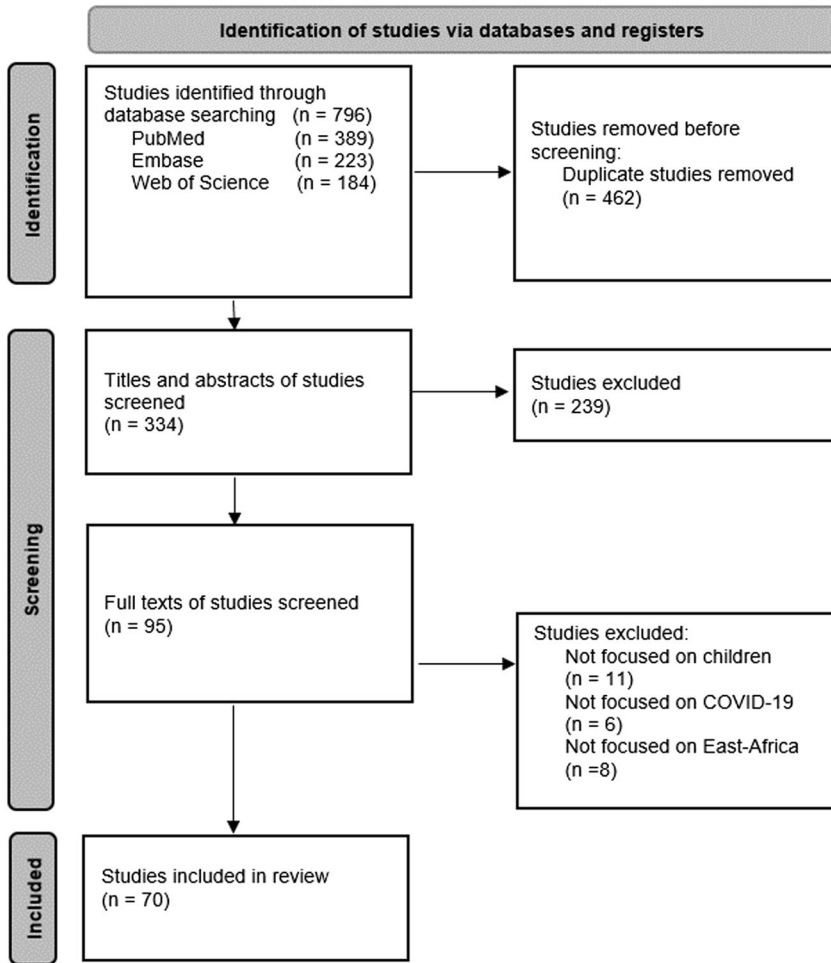 Identification of studies via databases and registers
Identification
Studies identified through
database searching (n = 796)
PubMed (n = 389)
Embase (n = 223)
Web of Science (n = 184)
Studies removed before
screening:
Duplicate studies removed
(n = 462)
Screening
Titles and abstracts of studies
screened
(n = 334)
Studies excluded
(n = 239)
Full texts of studies screened
(n = 95)
Studies excluded:
Not focused on children
(n = 11)
Not focused on COVID-19
(n = 6)
Not focused on East-Africa
(n =8)
Included
Studies included in review
(n = 70)